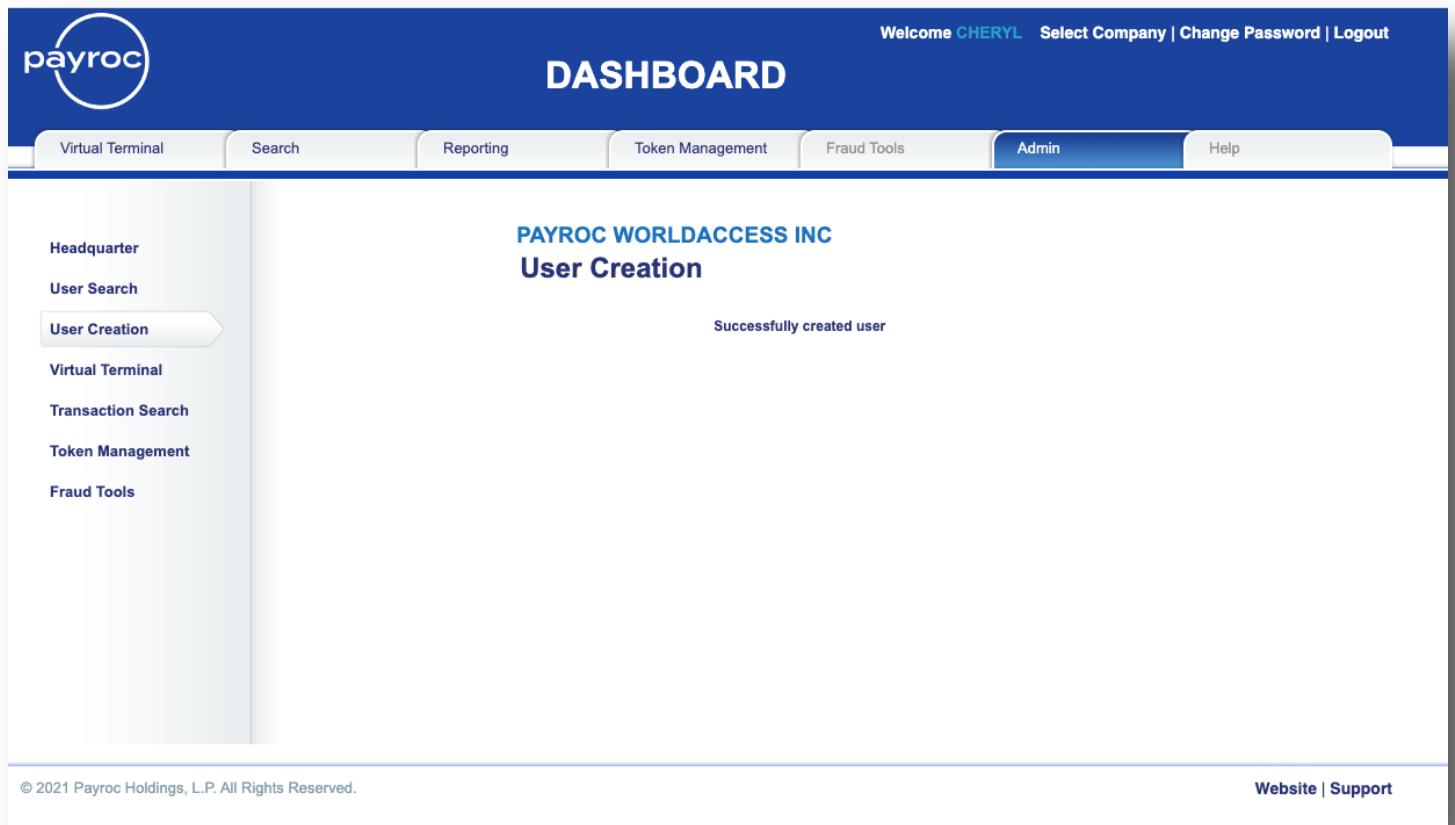 payroc
Welcome CHERYL Select Company | Change Password | Logout
DASHBOARD
Virtual Terminal Search Reporting Token Management Fraud Tools Admin Help
Headquarter
User Search
User Creation
Virtual Terminal
Transaction Search
Token Management
Fraud Tools
PAYROC WORLDACCESS INC
User Creation
Successfully created user
© 2021 Payroc Holdings, L.P. All Rights Reserved.
Website | Support